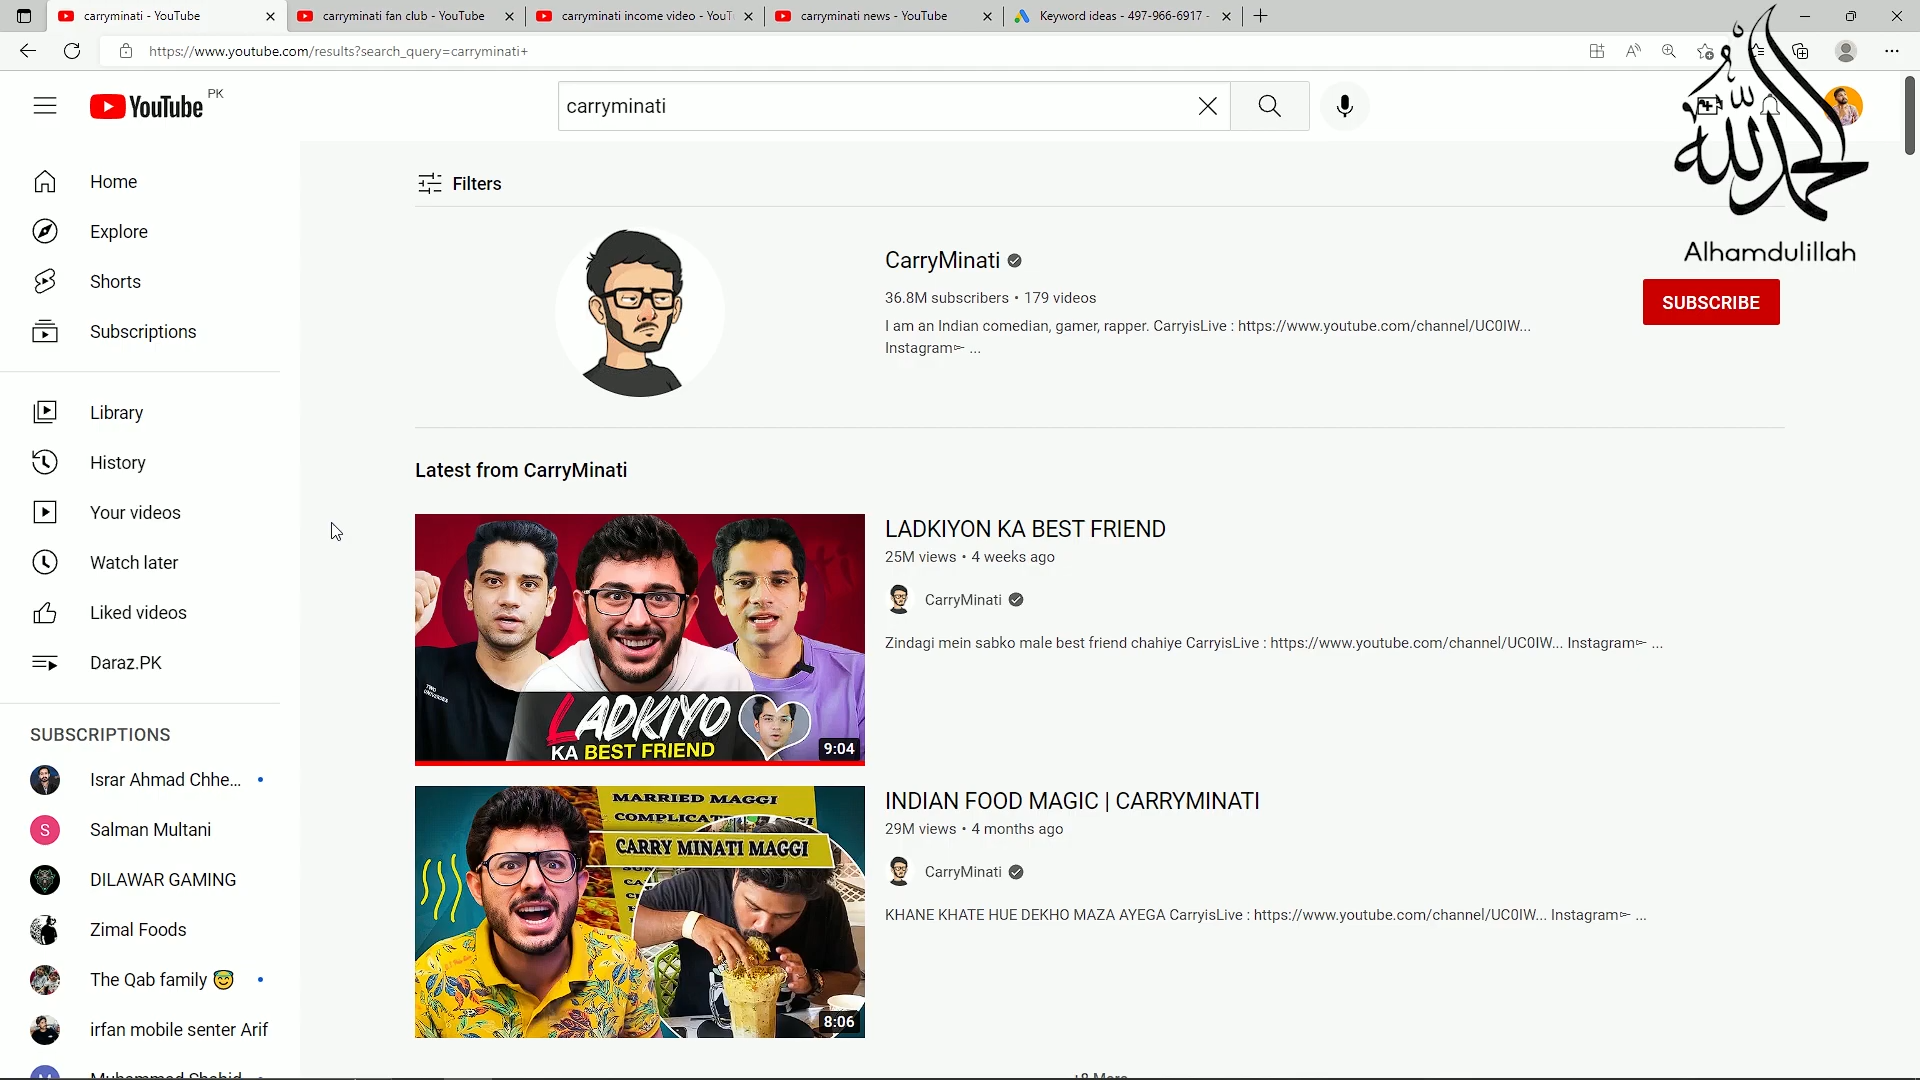 carryminati - YouTube
carryminati fan club - YouTube
carryminati income video - YouT
carryminati news - YouTube
Keyword ideas - 497-966-6917 -
https://www.youtube.com/results?search_query=carryminati+
YouTube PK
carryminati
الحمد لله
Alhamdulillah
Home
Explore
Shorts
Subscriptions
Library
History
Your videos
Watch later
Liked videos
Daraz.PK
SUBSCRIPTIONS
Israr Ahmad Chhe...
S
Salman Multani
DILAWAR GAMING
Zimal Foods
The Qab family 😇
irfan mobile senter Arif
Muhammad Shahid
Filters
CarryMinati
36.8M subscribers • 179 videos
I am an Indian comedian, gamer, rapper. CarryisLive : https://www.youtube.com/channel/UC0IW...
Instagram➣ ...
SUBSCRIBE
Latest from CarryMinati
LADKIYO
KA BEST FRIEND
9:04
LADKIYON KA BEST FRIEND
25M views • 4 weeks ago
CarryMinati
Zindagi mein sabko male best friend chahiye CarryisLive : https://www.youtube.com/channel/UC0IW... Instagram➣ ...
MARRIED MAGGI
CARRY MINATI MAGGI
8:06
INDIAN FOOD MAGIC | CARRYMINATI
29M views • 4 months ago
CarryMinati
KHANE KHATE HUE DEKHO MAZA AYEGA CarryisLive : https://www.youtube.com/channel/UC0IW... Instagram➣ ...
+8 More